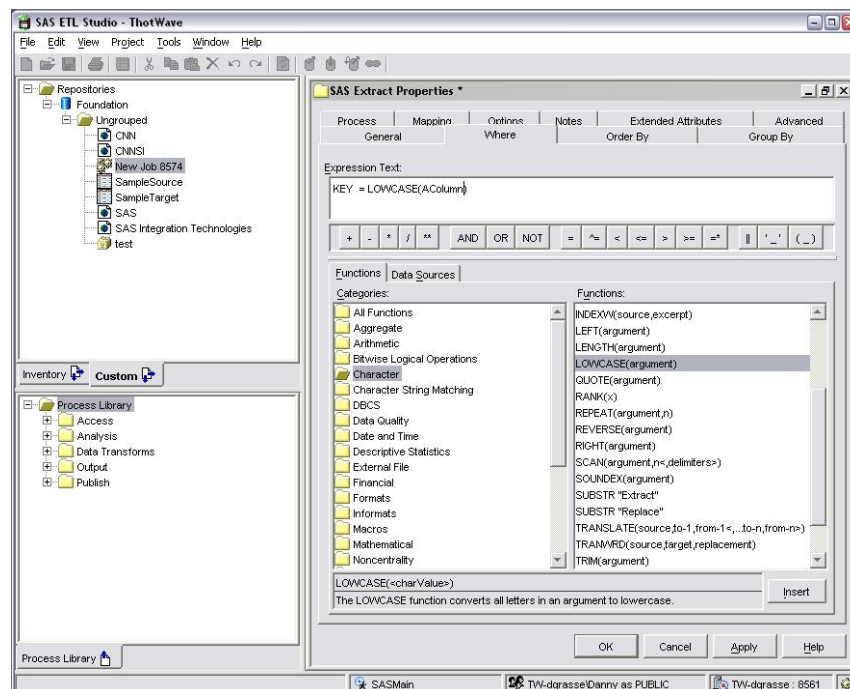 SAS ETL Studio - ThotWave
File Edit View Project Tools Window Help
Repositories
Foundation
Ungrouped
CNN
CNNSI
New Job 8574
SampleSource
SampleTarget
SAS
SAS Integration Technologies
test
Inventory Custom
Process Library
Access
Analysis
Data Transforms
Output
Publish
Process Library
SAS Extract Properties *
Process Mapping Options Notes Extended Attributes Advanced
General Where Order By Group By
Expression Text:
KEY = LOWCASE(AColumn)
+ - * / ** AND OR NOT = ^= < <= > >= =* || '_' (_)
Functions Data Sources
Categories:
All Functions
Aggregate
Arithmetic
Bitwise Logical Operations
Character
Character String Matching
DBCS
Data Quality
Date and Time
Descriptive Statistics
External File
Financial
Formats
Informats
Macros
Mathematical
Noncentrality
Functions:
INDEXW(source,excerpt)
LEFT(argument)
LENGTH(argument)
LOWCASE(argument)
QUOTE(argument)
RANK(x)
REPEAT(argument,n)
REVERSE(argument)
RIGHT(argument)
SCAN(argument,n<,delimiters>)
SOUNDEX(argument)
SUBSTR "Extract"
SUBSTR "Replace"
TRANSLATE(source,to-1,from-1<,...to-n,from-n>)
TRANWRD(source,target,replacement)
TRIM(argument)
LOWCASE(<charValue>)
The LOWCASE function converts all letters in an argument to lowercase.
Insert
OK Cancel Apply Help
SASMain TW-dgrasse\Danny as PUBLIC TW-dgrasse : 8561